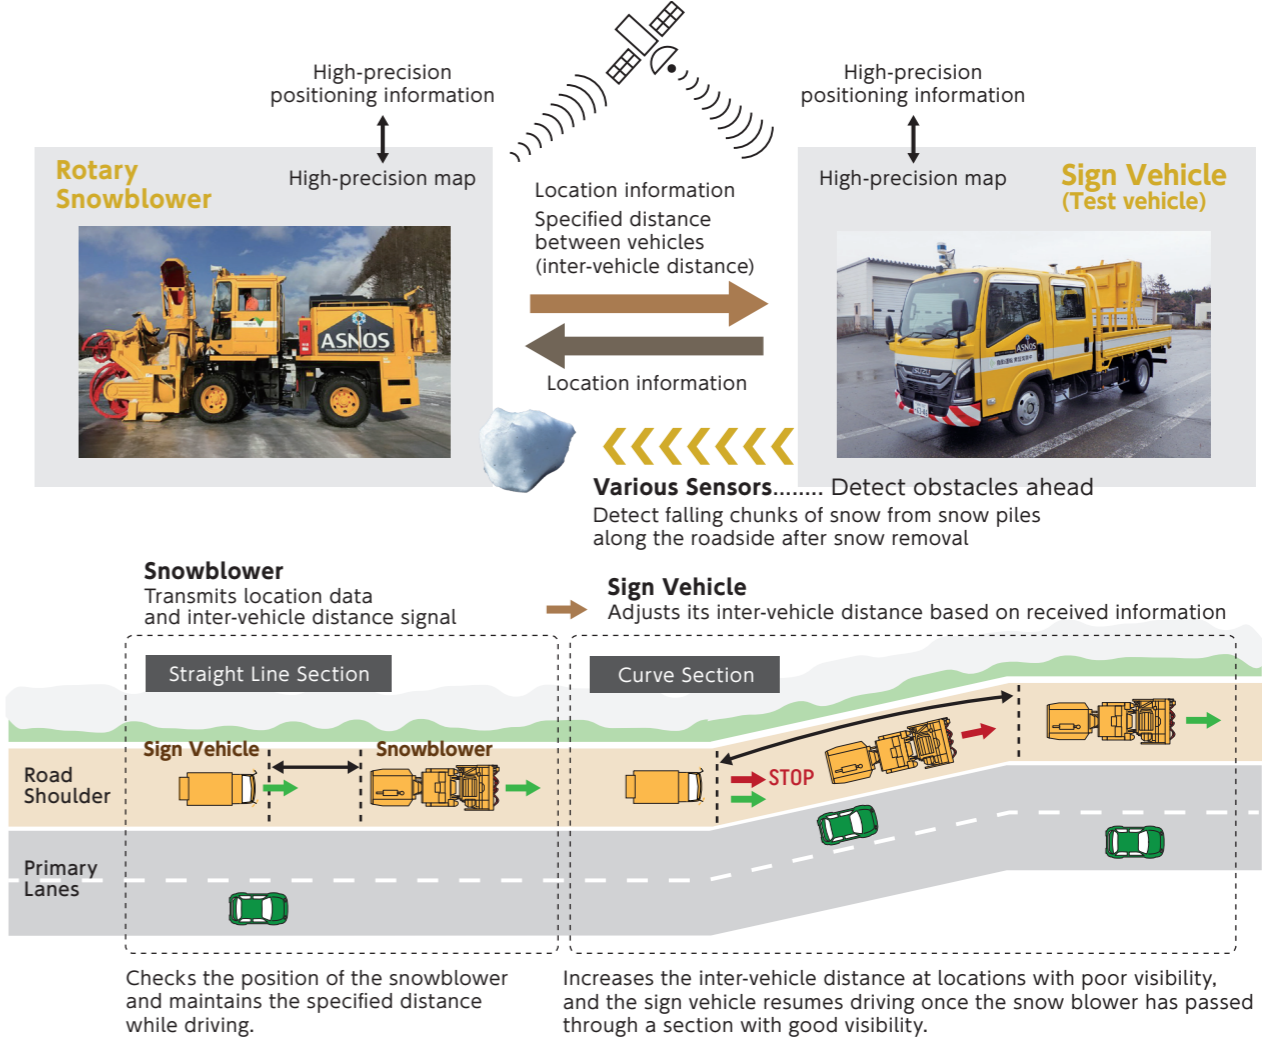 High-precision
positioning information
High-precision
positioning information
Rotary
Snowblower
High-precision map
ASNOS
Location information
Specified distance
between vehicles
(inter-vehicle distance)
Location information
High-precision map
Sign Vehicle
(Test vehicle)
ASNOS
ISUZU
Various Sensors........ Detect obstacles ahead
Detect falling chunks of snow from snow piles
along the roadside after snow removal
Snowblower
Transmits location data
and inter-vehicle distance signal
Sign Vehicle
Adjusts its inter-vehicle distance based on received information
Straight Line Section
Curve Section
Sign Vehicle
Snowblower
Road
Shoulder
STOP
Primary
Lanes
Checks the position of the snowblower
and maintains the specified distance
while driving.
Increases the inter-vehicle distance at locations with poor visibility,
and the sign vehicle resumes driving once the snow blower has passed
through a section with good visibility.